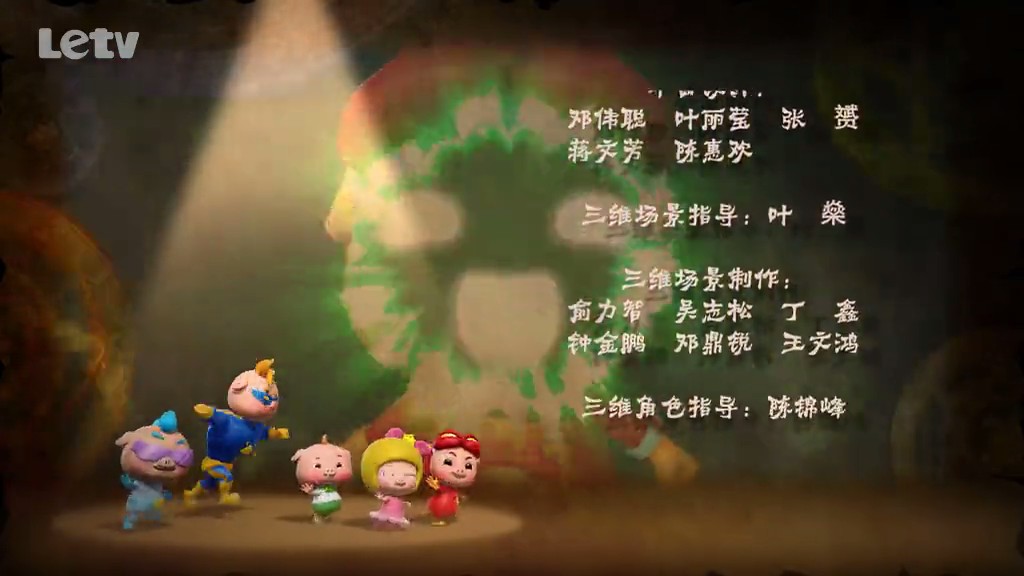 Letv
邓伟聪 叶丽莹 张 赟
蒋文芳 陈惠欢
三维场景指导：叶 燊
三维场景制作：
俞力智 吴志松 丁 鑫
钟金鹏 邓鼎锐 王文鸿
三维角色指导：陈锦峰